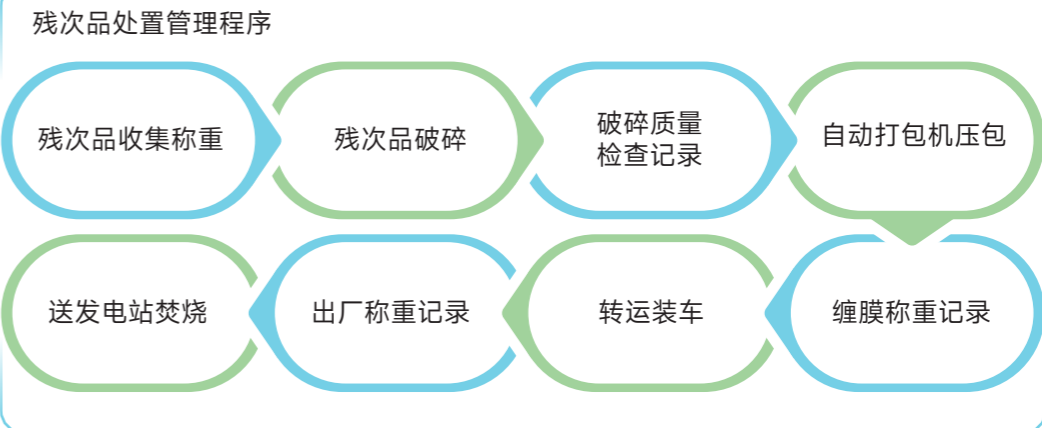 残次品处置管理程序
残次品收集称重
残次品破碎
破碎质量
检查记录
自动打包机压包
缠膜称重记录
转运装车
出厂称重记录
送发电站焚烧